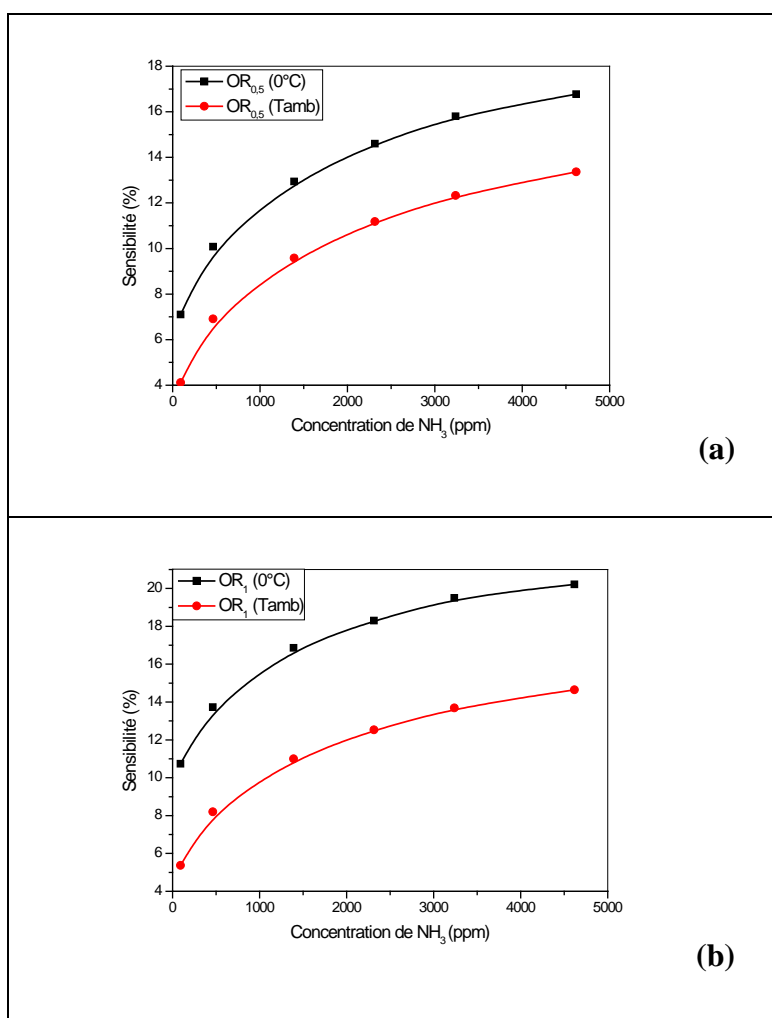 18
16
14
12
10
8
6
4
Sensibilité (%)
OR0,5 (0°C)
OR0,5 (Tamb)
0 1000 2000 3000 4000 5000
Concentration de NH3 (ppm)
(a)
20
18
16
14
12
10
8
6
4
Sensibilité (%)
OR1 (0°C)
OR1 (Tamb)
0 1000 2000 3000 4000 5000
Concentration de NH3 (ppm)
(b)